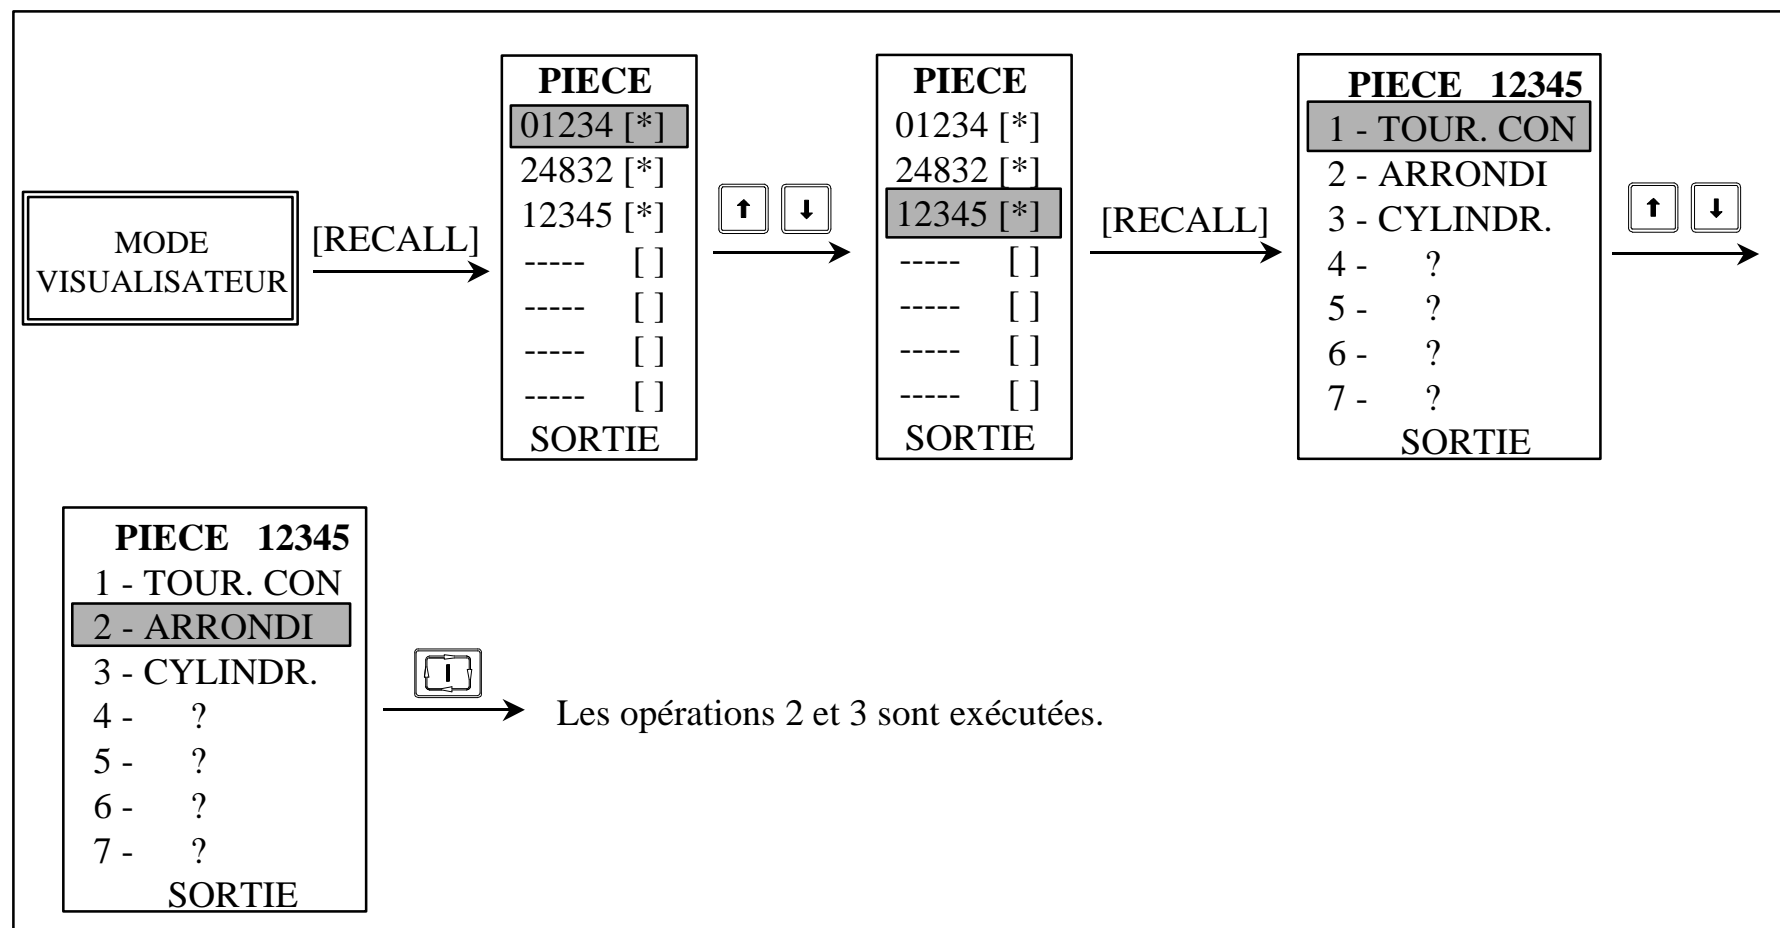 MODE
VISUALISATEUR
[RECALL]
PIECE
01234 [*]
24832 [*]
12345 [*]
----- [ ]
----- [ ]
----- [ ]
----- [ ]
SORTIE
PIECE
01234 [*]
24832 [*]
12345 [*]
----- [ ]
----- [ ]
----- [ ]
----- [ ]
SORTIE
[RECALL]
PIECE 12345
1 - TOUR. CON
2 - ARRONDI
3 - CYLINDR.
4 - ?
5 - ?
6 - ?
7 - ?
SORTIE
PIECE 12345
1 - TOUR. CON
2 - ARRONDI
3 - CYLINDR.
4 - ?
5 - ?
6 - ?
7 - ?
SORTIE
Les opérations 2 et 3 sont exécutées.